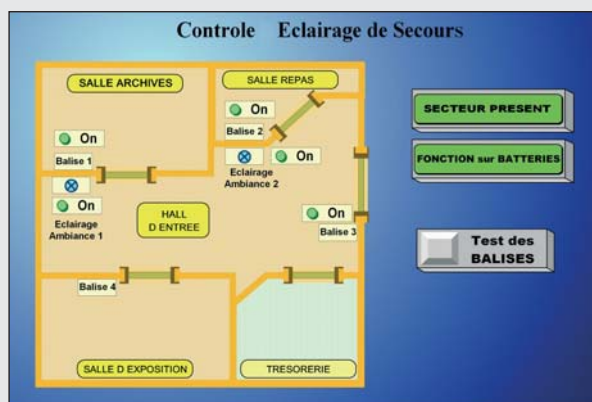 Controle Eclairage de Secours
SALLE ARCHIVES
SALLE REPAS
On
Balise 2
On
Balise 1
On
Eclairage
Ambiance 2
On
Eclairage
Ambiance 1
HALL
D ENTREE
On
Balise 3
Balise 4
SALLE D EXPOSITION
TRESORERIE
SECTEUR PRESENT
FONCTION sur BATTERIES
Test des
BALISES